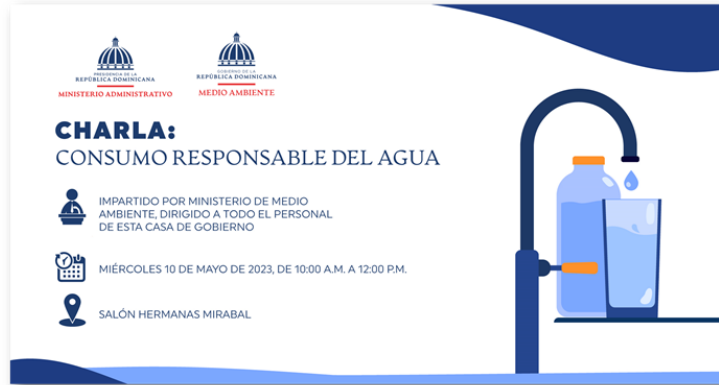 PRESIDENCIA DE LA
REPÚBLICA DOMINICANA
MINISTERIO ADMINISTRATIVO
GOBIERNO DE LA
REPÚBLICA DOMINICANA
MEDIO AMBIENTE
CHARLA:
CONSUMO RESPONSABLE DEL AGUA
IMPARTIDO POR MINISTERIO DE MEDIO
AMBIENTE, DIRIGIDO A TODO EL PERSONAL
DE ESTA CASA DE GOBIERNO
MIÉRCOLES 10 DE MAYO DE 2023, DE 10:00 A.M. A 12:00 P.M.
SALÓN HERMANAS MIRABAL